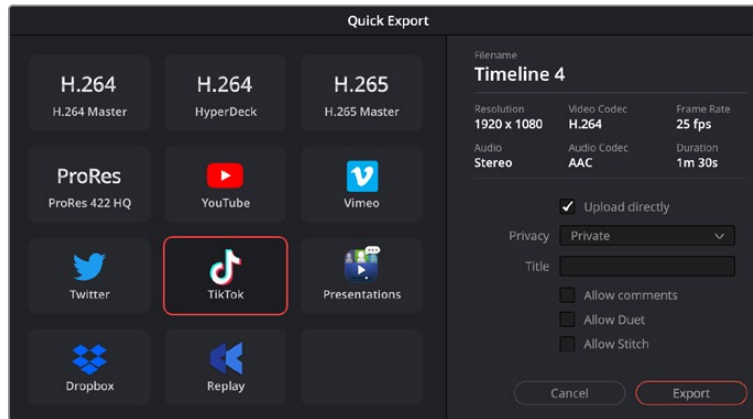 Quick Export
H.264
H.264 Master
H.264
HyperDeck
H.265
H.265 Master
ProRes
ProRes 422 HQ
YouTube
Vimeo
Twitter
TikTok
Presentations
Dropbox
Replay
Filename
Timeline 4
Resolution
1920 x 1080
Video Codec
H.264
Frame Rate
25 fps
Audio
Stereo
Audio Codec
AAC
Duration
1m 30s
Upload directly
Privacy Private
Title
Allow comments
Allow Duet
Allow Stitch
Cancel
Export